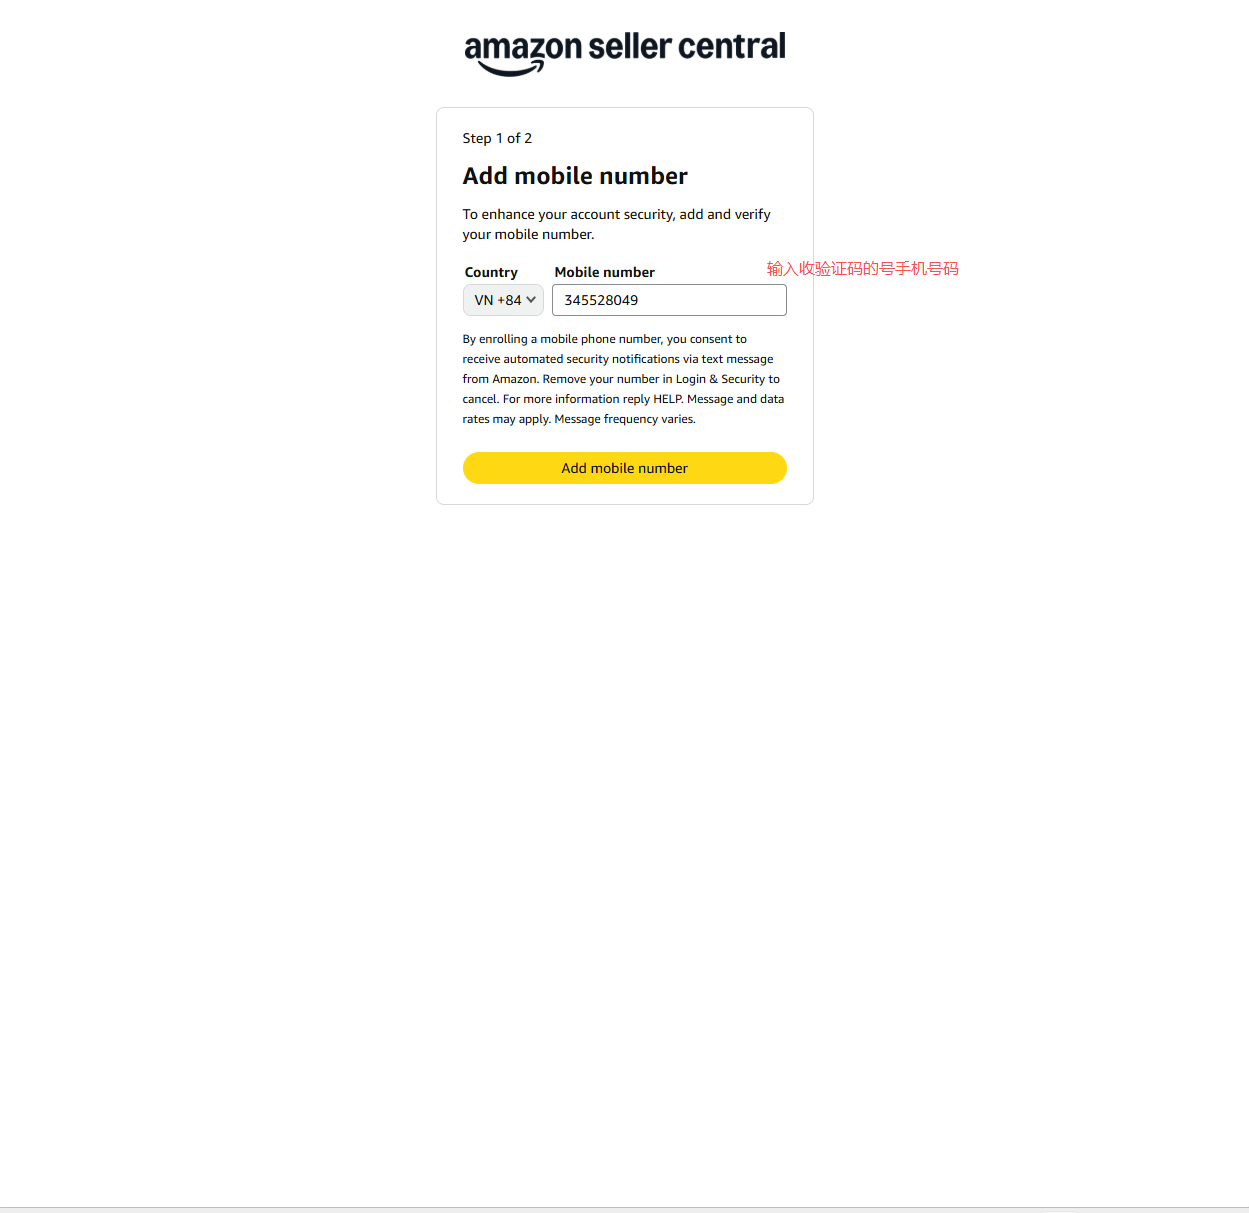 amazon seller central
Step 1 of 2
Add mobile number
To enhance your account security, add and verify
your mobile number.
Country Mobile number 输入收验证码的号手机号码
VN +84 345528049
By enrolling a mobile phone number, you consent to
receive automated security notifications via text message
from Amazon. Remove your number in Login & Security to
cancel. For more information reply HELP. Message and data
rates may apply. Message frequency varies.
Add mobile number